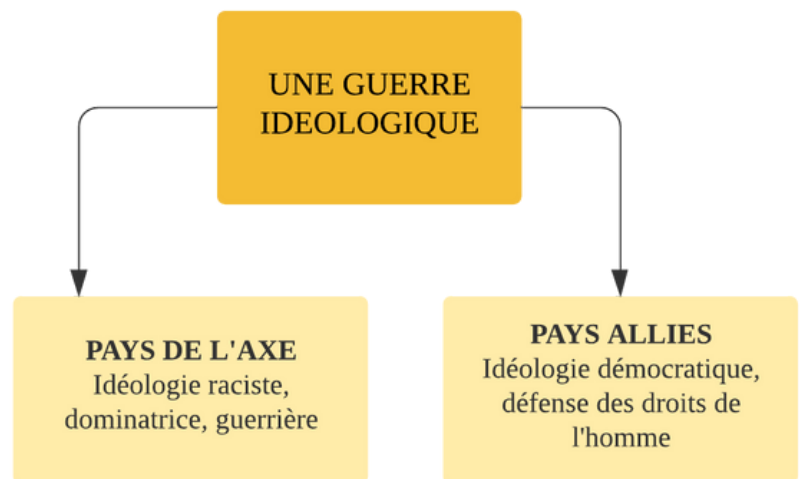 UNE GUERRE
IDEOLOGIQUE
PAYS DE L'AXE
Idéologie raciste,
dominatrice, guerrière
PAYS ALLIES
Idéologie démocratique,
défense des droits de
l'homme